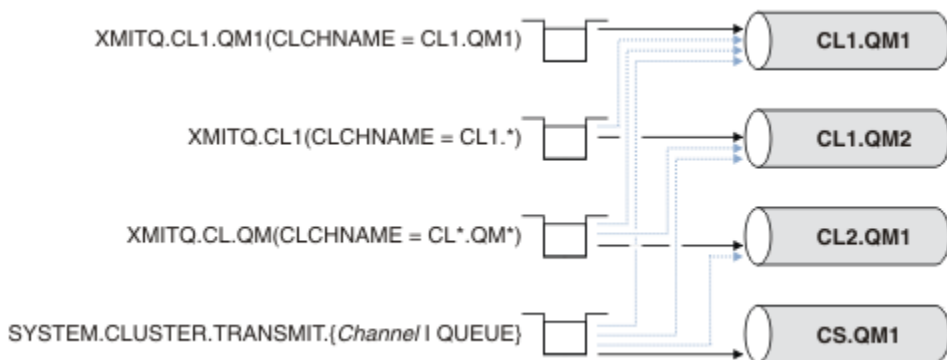 XMITQ.CL1.QM1(CLCHNAME = CL1.QM1)
CL1.QM1
XMITQ.CL1(CLCHNAME = CL1.*)
CL1.QM2
XMITQ.CL.QM(CLCHNAME = CL*.QM*)
CL2.QM1
SYSTEM.CLUSTER.TRANSMIT.{Channel I QUEUE}
CS.QM1